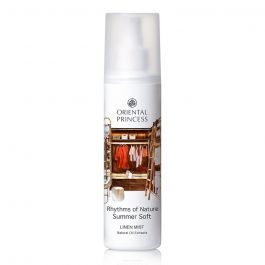 ORIENTAL
PRINCESS
Rhythms of Nature
Summer Soft
LINEN MIST
Natural Oil Extracts